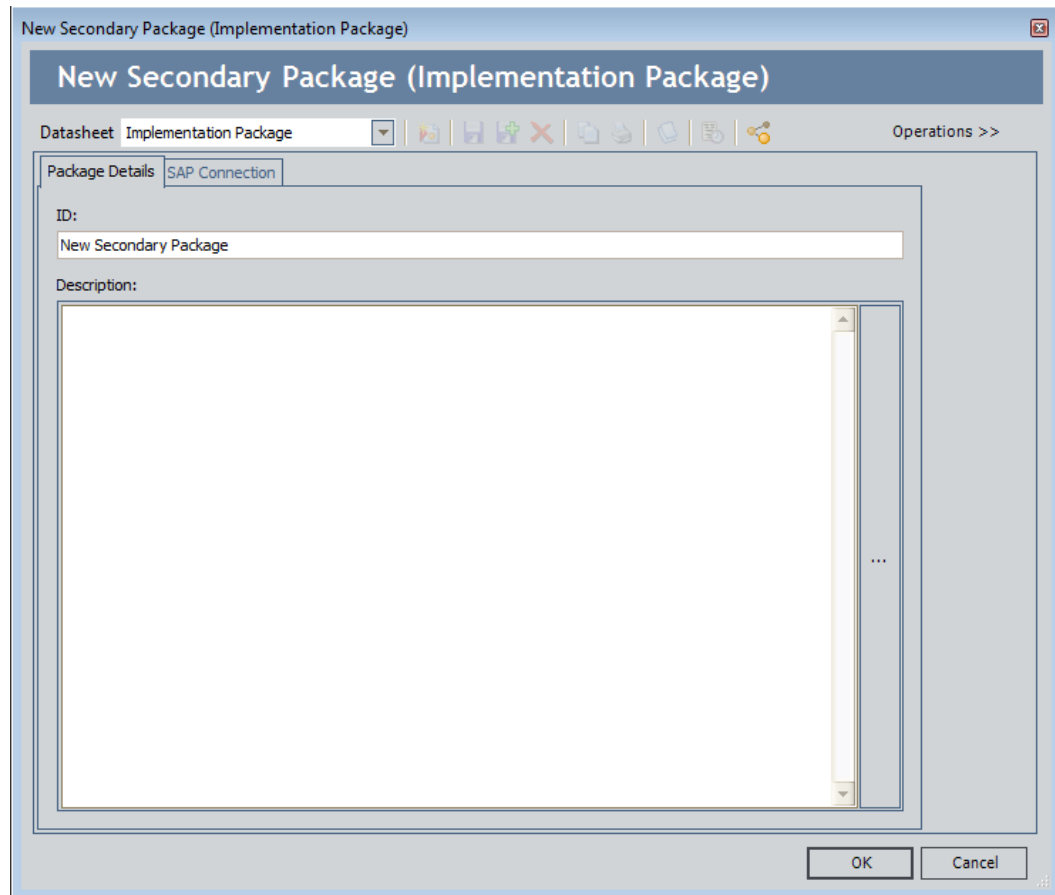 New Secondary Package (Implementation Package)
New Secondary Package (Implementation Package)
Datasheet Implementation Package Operations >>
Package Details SAP Connection
ID:
New Secondary Package
Description:
...
OK Cancel